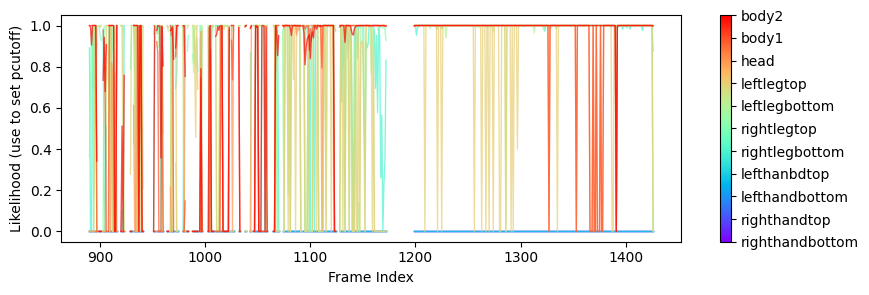 Likelihood (use to set pcutoff)
1.0
0.8
0.6
0.4
0.2
0.0
900
1000
1100
1200
1300
1400
Frame Index
body2
body1
head
leftlegtop
leftlegbottom
rightlegtop
rightlegbottom
lefthanbdtop
lefthandbottom
righthandtop
righthandbottom